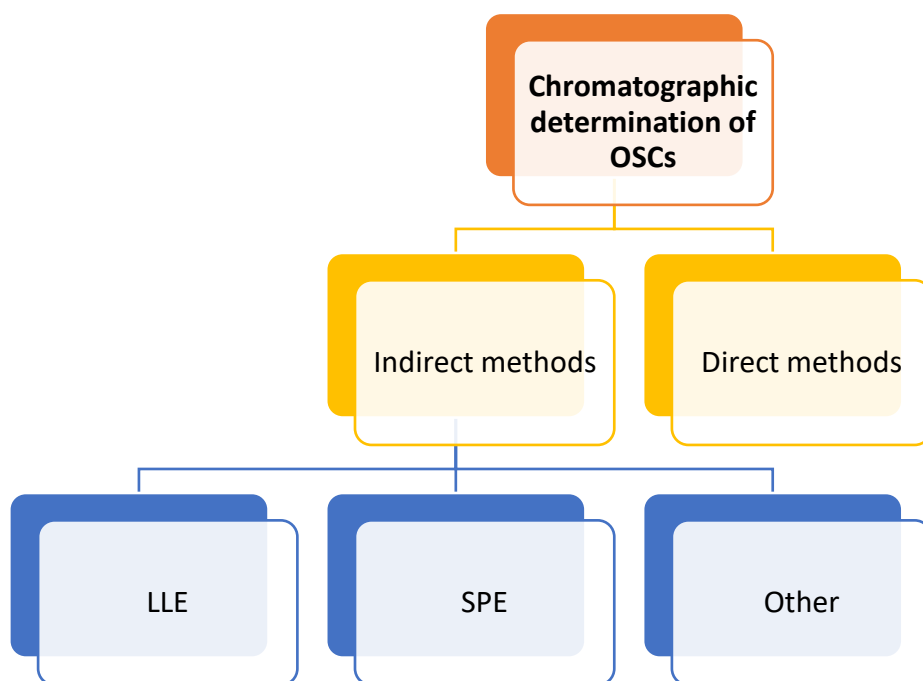 Chromatographic
determination of
OSCs
Indirect methods
Direct methods
LLE
SPE
Other